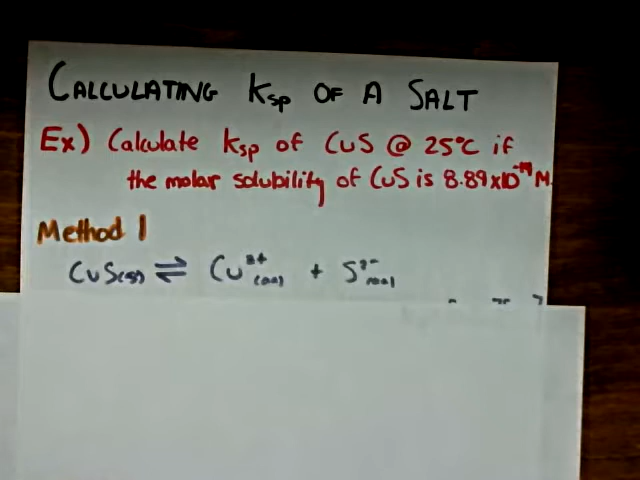 CALCULATING Ksp OF A SALT
Ex) Calculate Ksp of CuS @ 25°C if
the molar solubility of CuS is 8.89x10⁻¹⁹ M.
Method 1
CuS(s) ⇌ Cu²⁺(aq) + S²⁻(aq)